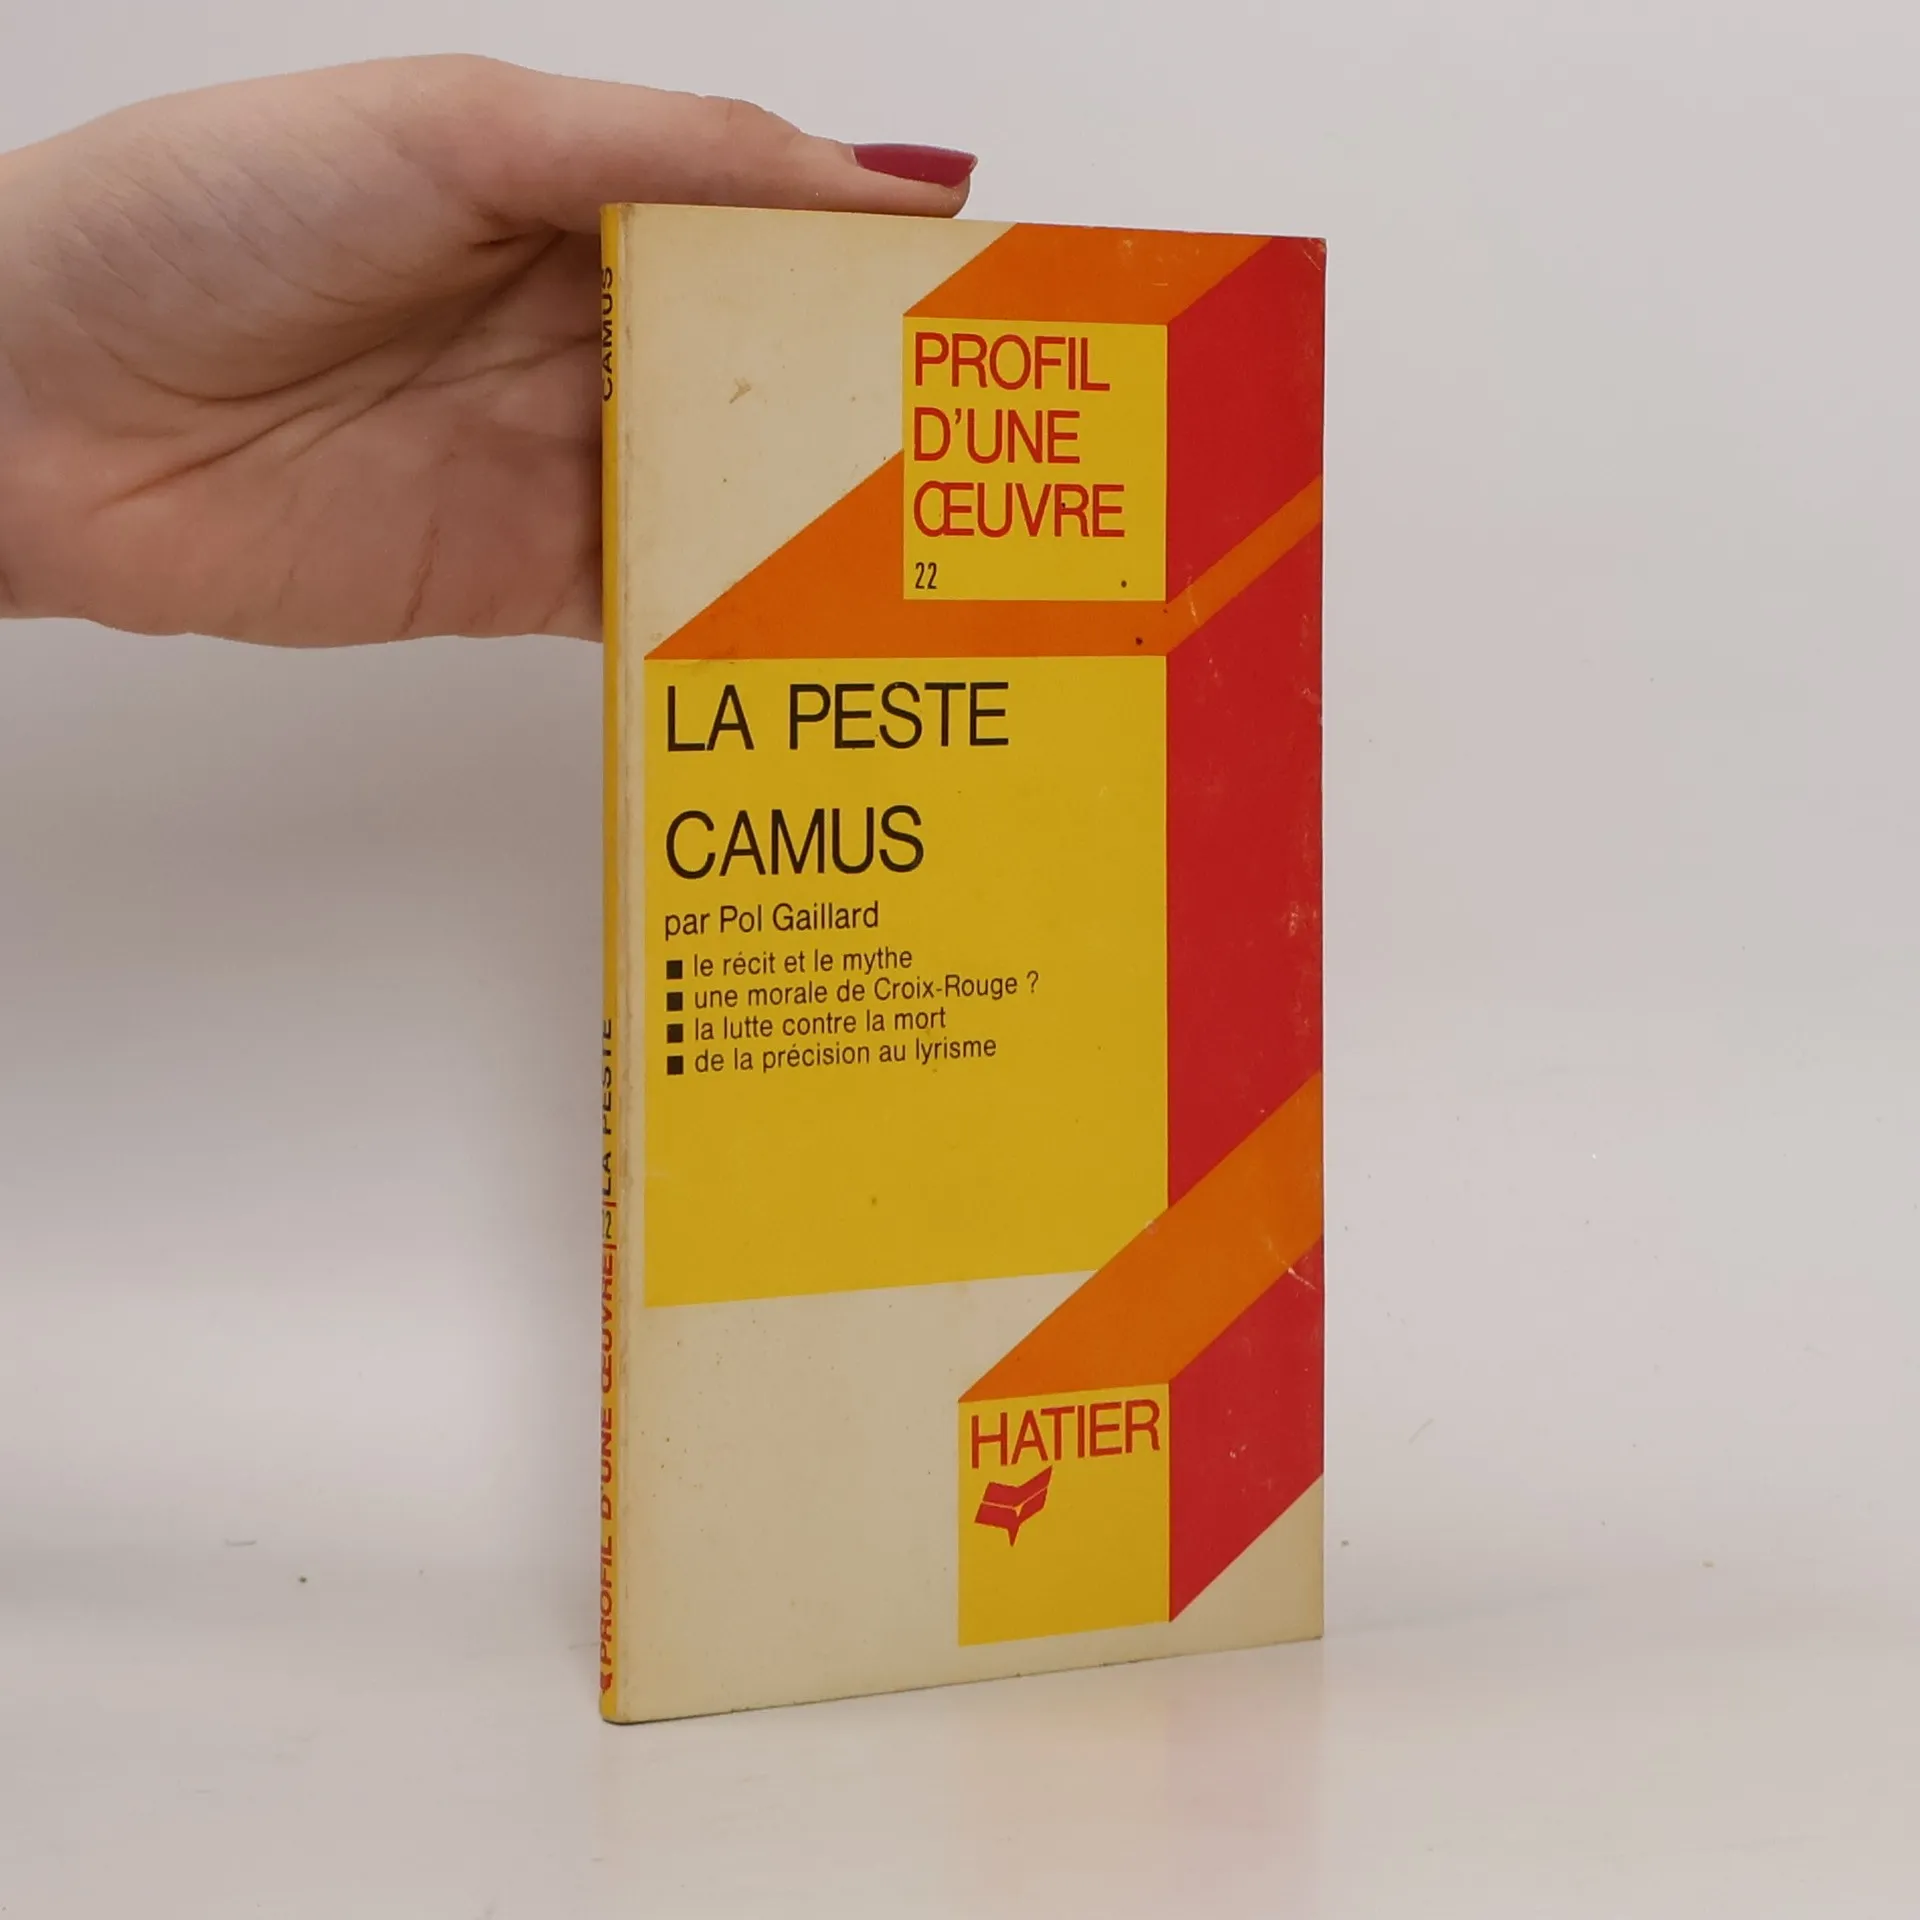 PROFIL
D'UNE
ŒUVRE
22
LA PESTE
CAMUS
par Pol Gaillard
■ le récit et le mythe
■ une morale de Croix-Rouge ?
■ la lutte contre la mort
■ de la précision au lyrisme
HATIER
PROFIL D'UNE ŒUVRE|22|LA PESTE CAMUS